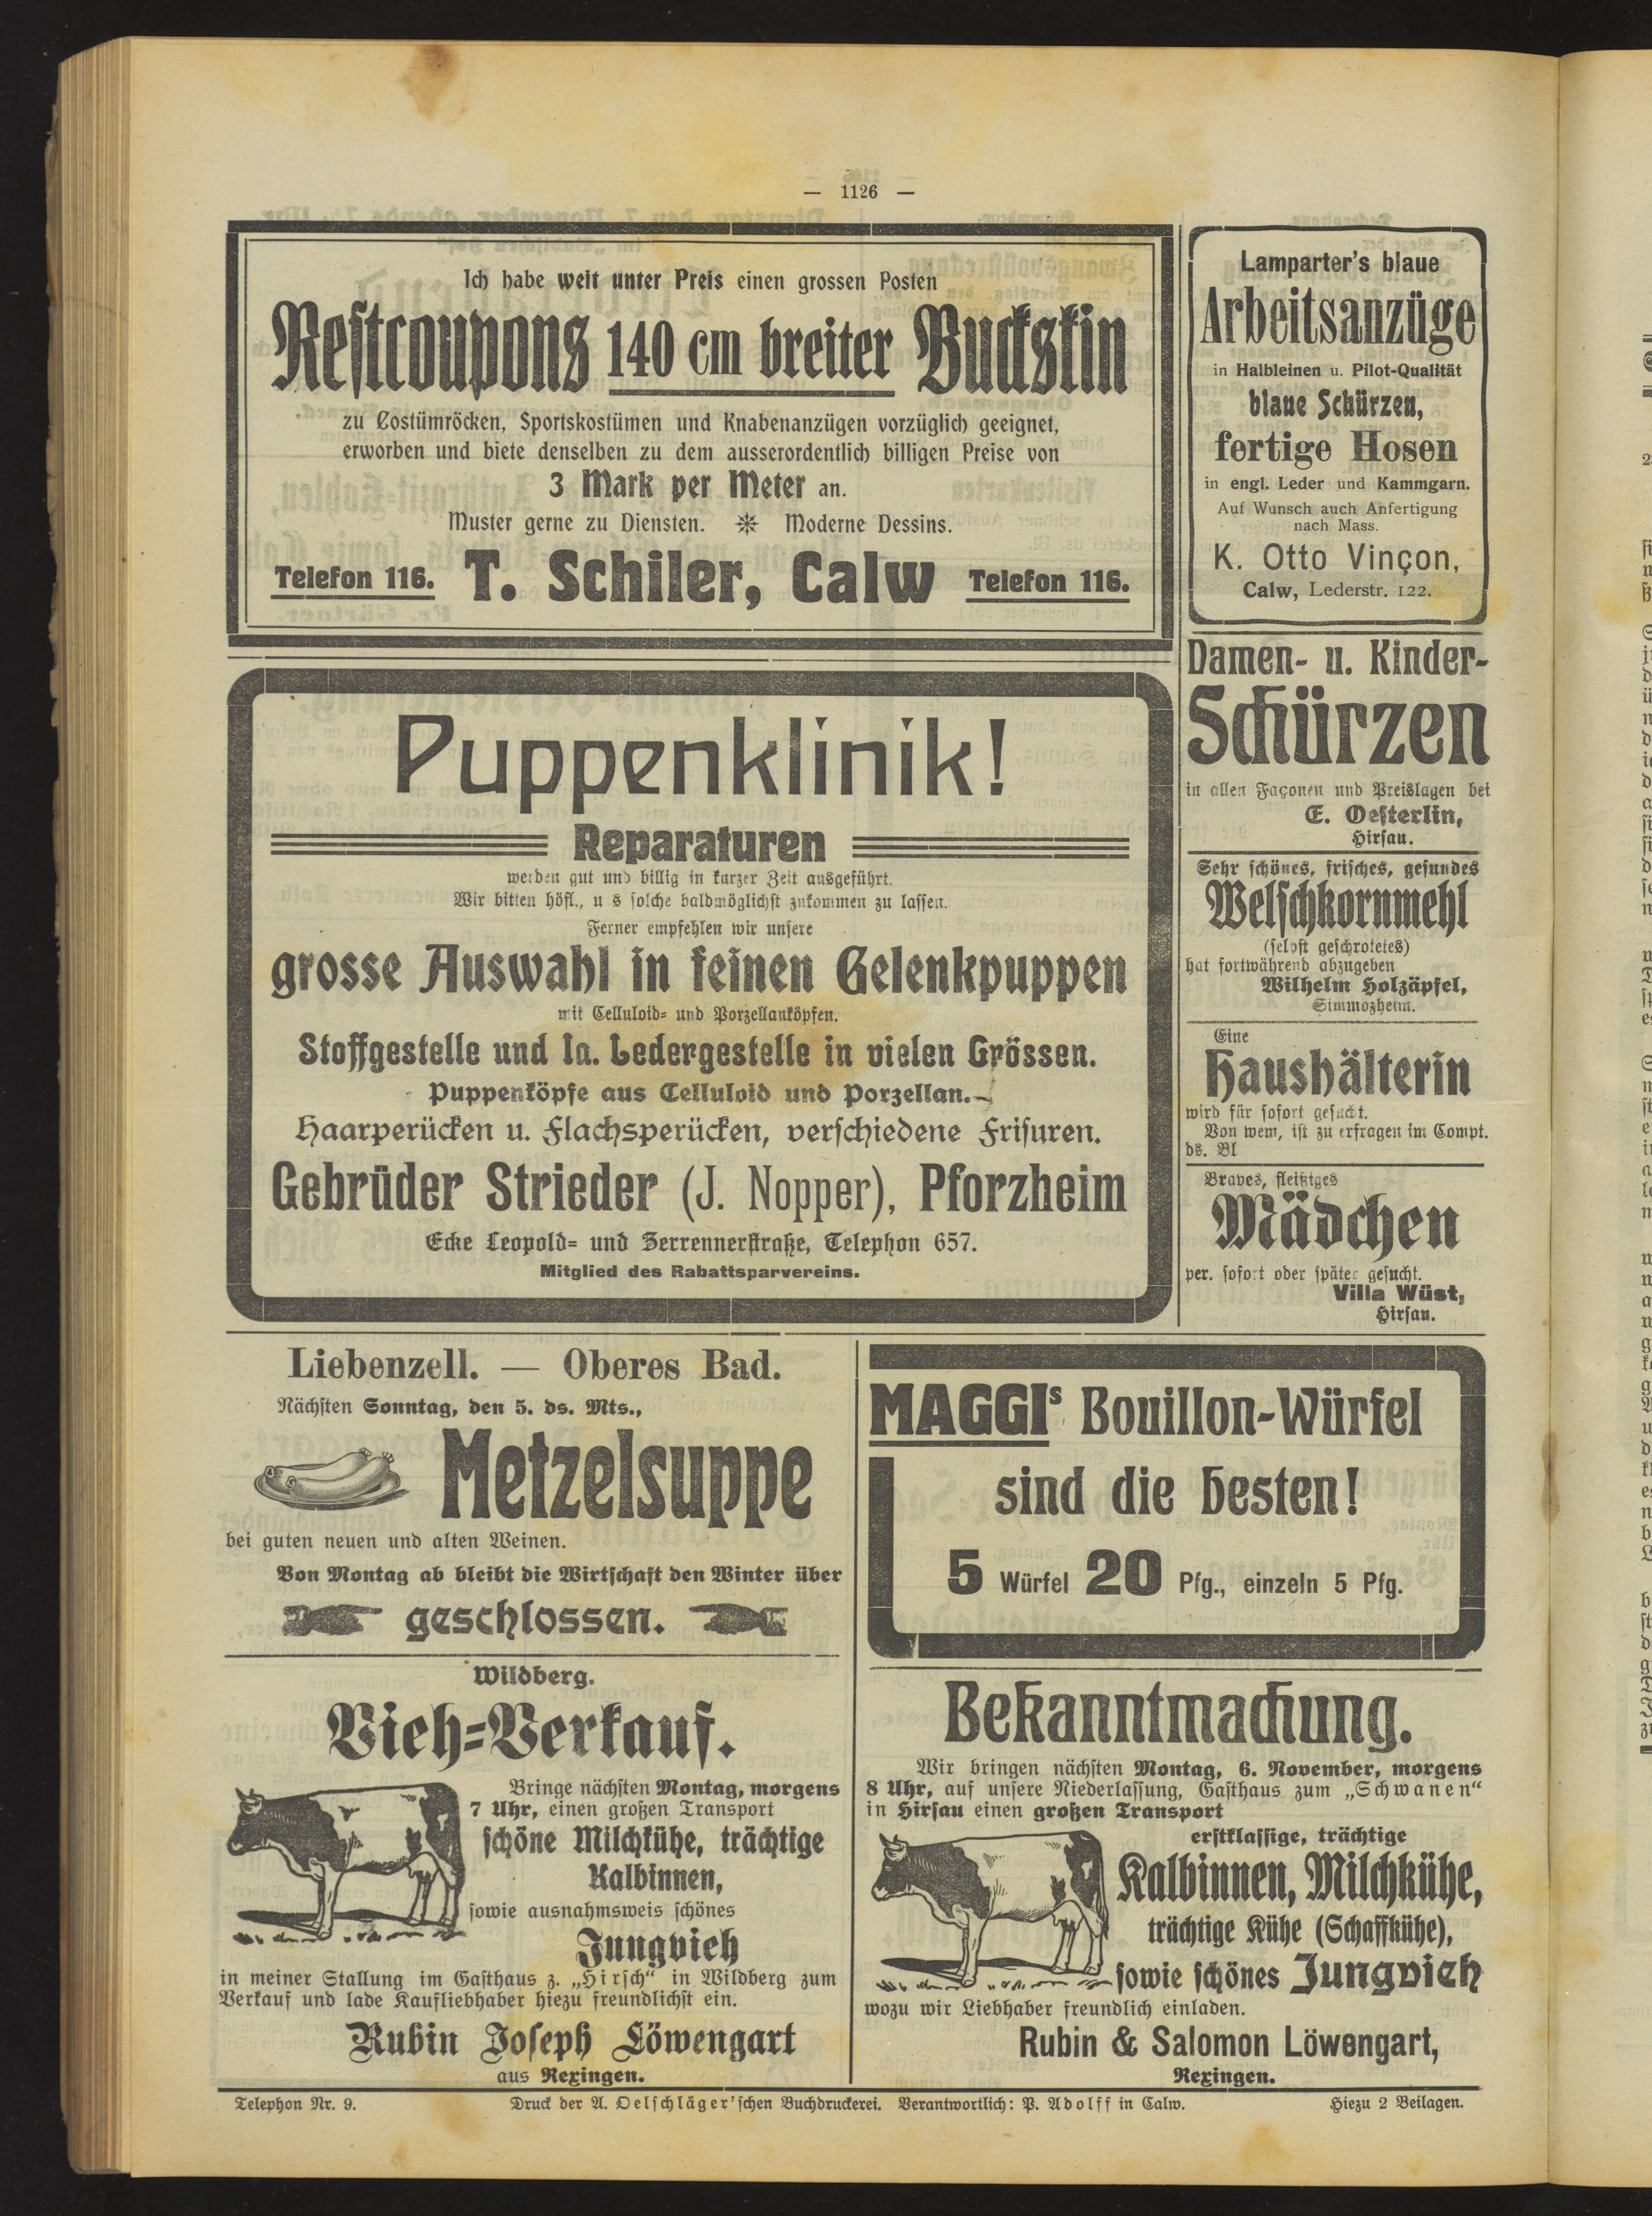 — 1126 —
Ich habe weit unter Preis einen grossen Posten
Restcoupons 140 cm breiter Buckskin
zu Costümröcken, Sportskostümen und Knabenanzügen vorzüglich geeignet,
erworben und biete denselben zu dem ausserordentlich billigen Preise von
3 Mark per Meter an.
Muster gerne zu Diensten. ❊ Moderne Dessins.
Telefon 116. T. Schiler, Calw Telefon 116.
Puppenklinik!
Reparaturen
werden gut und billig in kurzer Zeit ausgeführt.
Wir bitten höfl., u s solche baldmöglichst zukommen zu lassen.
Ferner empfehlen wir unsere
grosse Auswahl in feinen Gelenkpuppen
mit Celluloid- und Porzellanköpfen.
Stoffgestelle und Ia. Ledergestelle in vielen Grössen.
Puppenköpfe aus Celluloid und Porzellan.
Haarperücken u. Flachsperücken, verschiedene Frisuren.
Gebrüder Strieder (J. Nopper), Pforzheim
Ecke Leopold- und Zerrennerstraße, Telephon 657.
Mitglied des Rabattsparvereins.
Lamparter's blaue
Arbeitsanzüge
in Halbleinen u. Pilot-Qualität
blaue Schürzen,
fertige Hosen
in engl. Leder und Kammgarn.
Auf Wunsch auch Anfertigung
nach Mass.
K. Otto Vinçon,
Calw, Lederstr. 122.
Damen- u. Kinder-
Schürzen
in allen Façonen und Preislagen bei
E. Oesterlin,
Hirsau.
Sehr schönes, frisches, gesundes
Welschkornmehl
(selbst geschrotetes)
hat fortwährend abzugeben
Wilhelm Holzäpfel,
Simmozheim.
Eine
Haushälterin
wird für sofort gesucht.
Von wem, ist zu erfragen im Compt.
ds. Bl
Braves, fleißiges
Mädchen
per. sofort oder später gesucht.
Villa Wüst,
Hirsau.
Liebenzell. — Oberes Bad.
Nächsten Sonntag, den 5. ds. Mts.,
Metzelsuppe
bei guten neuen und alten Weinen.
Von Montag ab bleibt die Wirtschaft den Winter über
geschlossen.
Wildberg.
Vieh-Verkauf.
Bringe nächsten Montag, morgens
7 Uhr, einen großen Transport
schöne Milchkühe, trächtige
Kalbinnen,
sowie ausnahmsweis schönes
Jungvieh
in meiner Stallung im Gasthaus z. „Hirsch“ in Wildberg zum
Verkauf und lade Kaufliebhaber hiezu freundlichst ein.
Rubin Joseph Löwengart
aus Rexingen.
MAGGIs Bouillon-Würfel
sind die besten!
5 Würfel 20 Pfg., einzeln 5 Pfg.
Bekanntmachung.
Wir bringen nächsten Montag, 6. November, morgens
8 Uhr, auf unsere Niederlassung, Gasthaus zum „Schwanen“
in Hirsau einen großen Transport
erstklassige, trächtige
Kalbinnen, Milchkühe,
trächtige Kühe (Schaffkühe),
sowie schönes Jungvieh
wozu wir Liebhaber freundlich einladen.
Rubin & Salomon Löwengart,
Rexingen.
Telephon Nr. 9. Druck der A. Oelschläger'schen Buchdruckerei. Verantwortlich: P. Adolff in Calw. Hiezu 2 Beilagen.